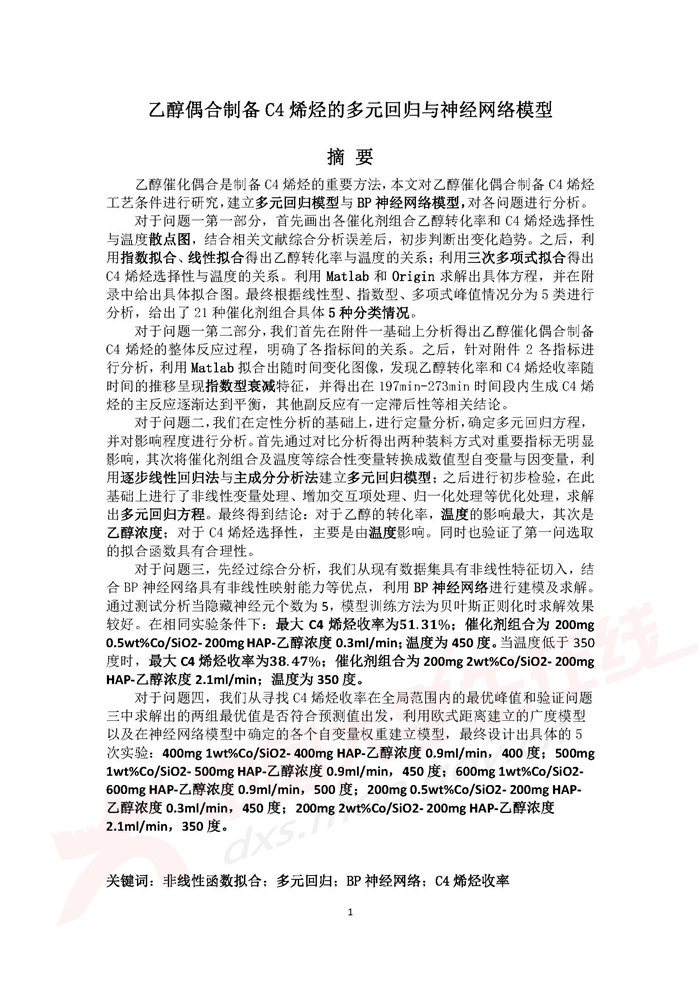 乙醇偶合制备 C4 烯烃的多元回归与神经网络模型
摘 要
乙醇催化偶合是制备 C4 烯烃的重要方法，本文对乙醇催化偶合制备 C4 烯烃
工艺条件进行研究，建立多元回归模型与 BP 神经网络模型，对各问题进行分析。
对于问题一第一部分，首先画出各催化剂组合乙醇转化率和 C4 烯烃选择性
与温度散点图，结合相关文献综合分析误差后，初步判断出变化趋势。之后，利
用指数拟合、线性拟合得出乙醇转化率与温度的关系；利用三次多项式拟合得出
C4 烯烃选择性与温度的关系。利用 Matlab 和 Origin 求解出具体方程，并在附
录中给出具体拟合图。最终根据线性型、指数型、多项式峰值情况分为 5 类进行
分析，给出了 21 种催化剂组合具体 5 种分类情况。
对于问题一第二部分，我们首先在附件一基础上分析得出乙醇催化偶合制备
C4 烯烃的整体反应过程，明确了各指标间的关系。之后，针对附件 2 各指标进
行分析，利用 Matlab 拟合出随时间变化图像，发现乙醇转化率和 C4 烯烃收率随
时间的推移呈现指数型衰减特征，并得出在 197min-273min 时间段内生成 C4 烯
烃的主反应逐渐达到平衡，其他副反应有一定滞后性等相关结论。
对于问题二，我们在定性分析的基础上，进行定量分析，确定多元回归方程，
并对影响程度进行分析。首先通过对比分析得出两种装料方式对重要指标无明显
影响，其次将催化剂组合及温度等综合性变量转换成数值型自变量与因变量，利
用逐步线性回归法与主成分分析法建立多元回归模型；之后进行初步检验，在此
基础上进行了非线性变量处理、增加交互项处理、归一化处理等优化处理，求解
出多元回归方程。最终得到结论：对于乙醇的转化率，温度的影响最大，其次是
乙醇浓度；对于 C4 烯烃选择性，主要是由温度影响。同时也验证了第一问选取
的拟合函数具有合理性。
对于问题三，先经过综合分析，我们从现有数据集具有非线性特征切入，结
合 BP 神经网络具有非线性映射能力等优点，利用 BP 神经网络进行建模及求解。
通过测试分析当隐藏神经元个数为 5，模型训练方法为贝叶斯正则化时求解效果
较好。在相同实验条件下：最大 C4 烯烃收率为51.31%；催化剂组合为 200mg
0.5wt%Co/SiO2- 200mg HAP-乙醇浓度 0.3ml/min；温度为 450 度。当温度低于 350
度时，最大 C4 烯烃收率为38.47%；催化剂组合为 200mg 2wt%Co/SiO2- 200mg
HAP-乙醇浓度 2.1ml/min；温度为 350 度。
对于问题四，我们从寻找 C4 烯烃收率在全局范围内的最优峰值和验证问题
三中求解出的两组最优值是否符合预测值出发，利用欧式距离建立的广度模型
以及在神经网络模型中确定的各个自变量权重建立模型，最终设计出具体的 5
次实验：400mg 1wt%Co/SiO2- 400mg HAP-乙醇浓度 0.9ml/min，400 度；500mg
1wt%Co/SiO2- 500mg HAP-乙醇浓度 0.9ml/min，450 度；600mg 1wt%Co/SiO2-
600mg HAP-乙醇浓度 0.9ml/min，500 度；200mg 0.5wt%Co/SiO2- 200mg HAP-
乙醇浓度 0.3ml/min，450 度；200mg 2wt%Co/SiO2- 200mg HAP-乙醇浓度
2.1ml/min，350 度。
关键词：非线性函数拟合；多元回归；BP 神经网络；C4 烯烃收率
1